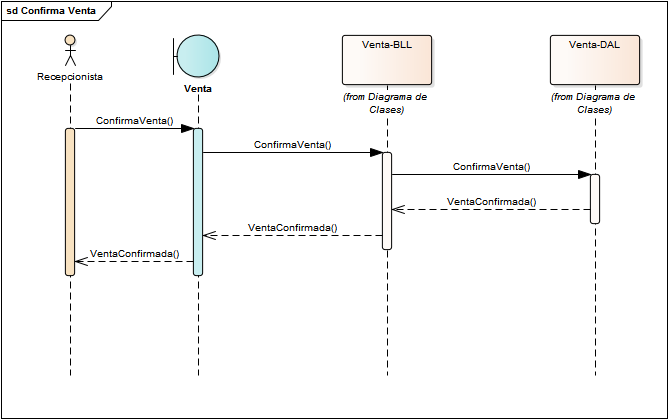 sd Confirma Venta
Recepcionista
Venta
Venta-BLL
(from Diagrama de
Clases)
Venta-DAL
(from Diagrama de
Clases)
ConfirmaVenta()
ConfirmaVenta()
ConfirmaVenta()
VentaConfirmada()
VentaConfirmada()
VentaConfirmada()